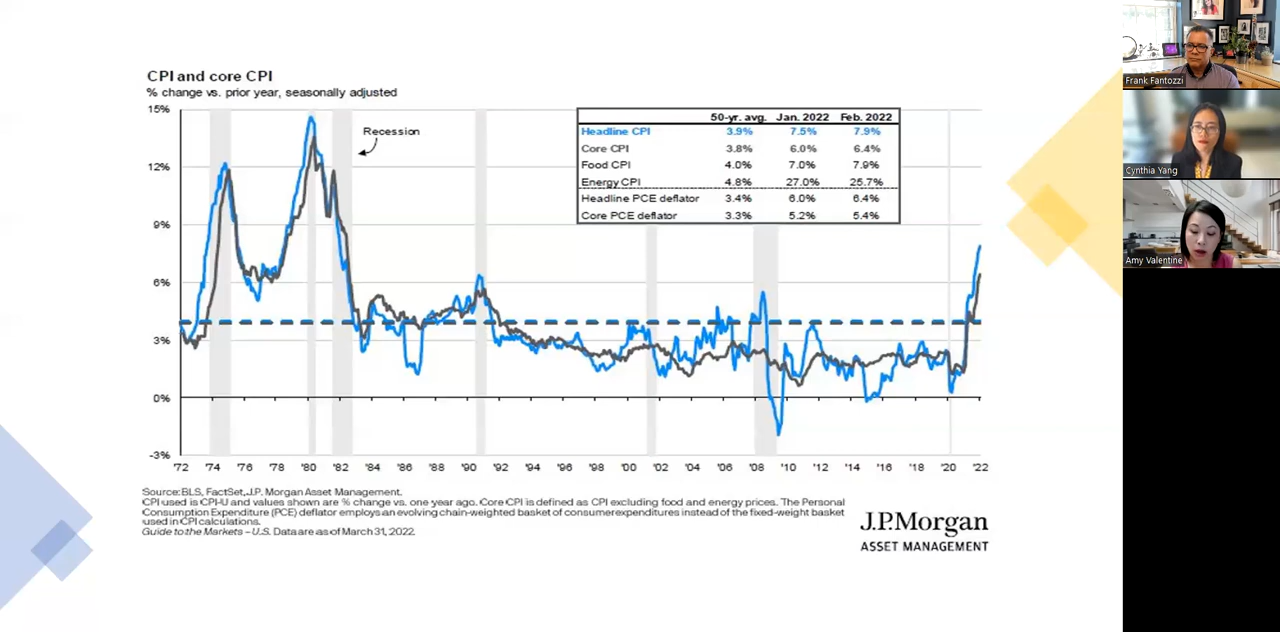 CPI and core CPI
% change vs. prior year, seasonally adjusted
15%
12%
9%
6%
3%
0%
-3%
Recession
50-yr. avg. Jan. 2022 Feb. 2022
Headline CPI 3.9% 7.5% 7.9%
Core CPI 3.8% 6.0% 6.4%
Food CPI 4.0% 7.0% 7.9%
Energy CPI 4.8% 27.0% 25.7%
Headline PCE deflator 3.4% 6.0% 6.4%
Core PCE deflator 3.3% 5.2% 5.4%
'72 '74 '76 '78 '80 '82 '84 '86 '88 '90 '92 '94 '96 '98 '00 '02 '04 '06 '08 '10 '12 '14 '16 '18 '20 '22
Source: BLS, FactSet, J.P. Morgan Asset Management.
CPI used is CPI-U and values shown are % change vs. one year ago. Core CPI is defined as CPI excluding food and energy prices. The Personal
Consumption Expenditure (PCE) deflator employs an evolving chain-weighted basket of consumer expenditures instead of the fixed-weight basket
used in CPI calculations.
Guide to the Markets – U.S. Data are as of March 31, 2022.
J.P.Morgan
ASSET MANAGEMENT
Frank Fantozzi
Cynthia Yang
Amy Valentine